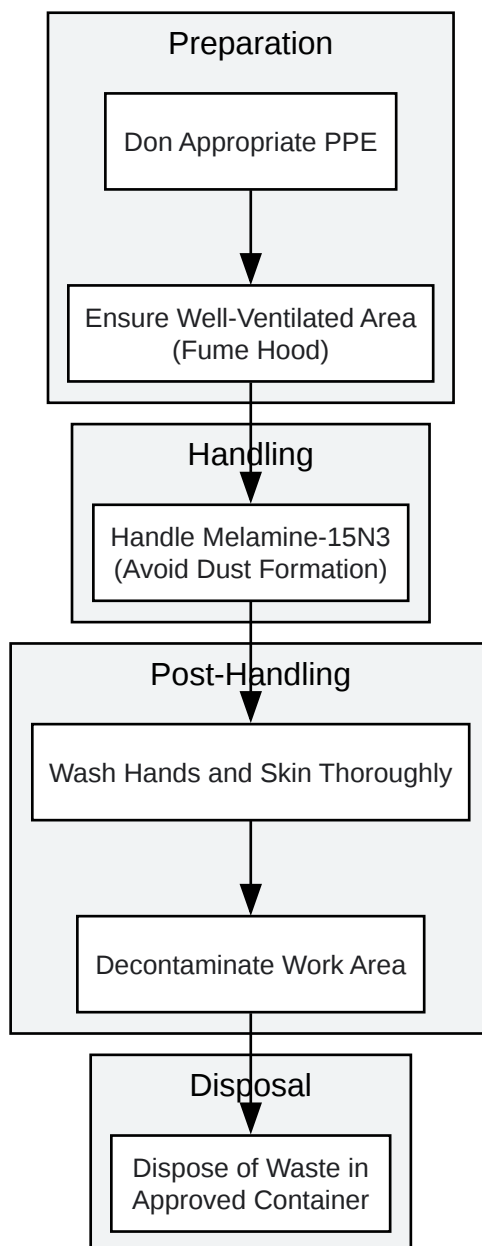 Preparation
Don Appropriate PPE
Ensure Well-Ventilated Area
(Fume Hood)
Handling
Handle Melamine-15N3
(Avoid Dust Formation)
Post-Handling
Wash Hands and Skin Thoroughly
Decontaminate Work Area
Disposal
Dispose of Waste in
Approved Container